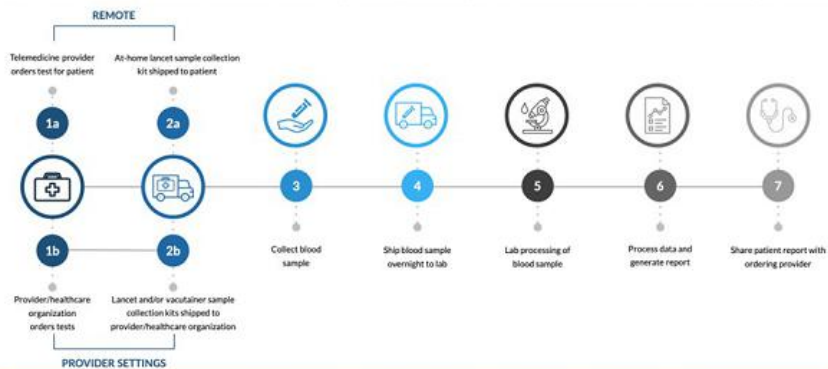 REMOTE
Telemedicine provider
orders test for patient
At-home lancet sample collection
kit shipped to patient
1a
2a
3
4
5
6
7
1b
2b
Collect blood
sample
Ship blood sample
overnight to lab
Lab processing of
blood sample
Process data and
generate report
Share patient report with
ordering provider
Provider/healthcare
organization
orders tests
Lancet and/or vacutainer sample
collection kits shipped to
provider/healthcare organization
PROVIDER SETTINGS